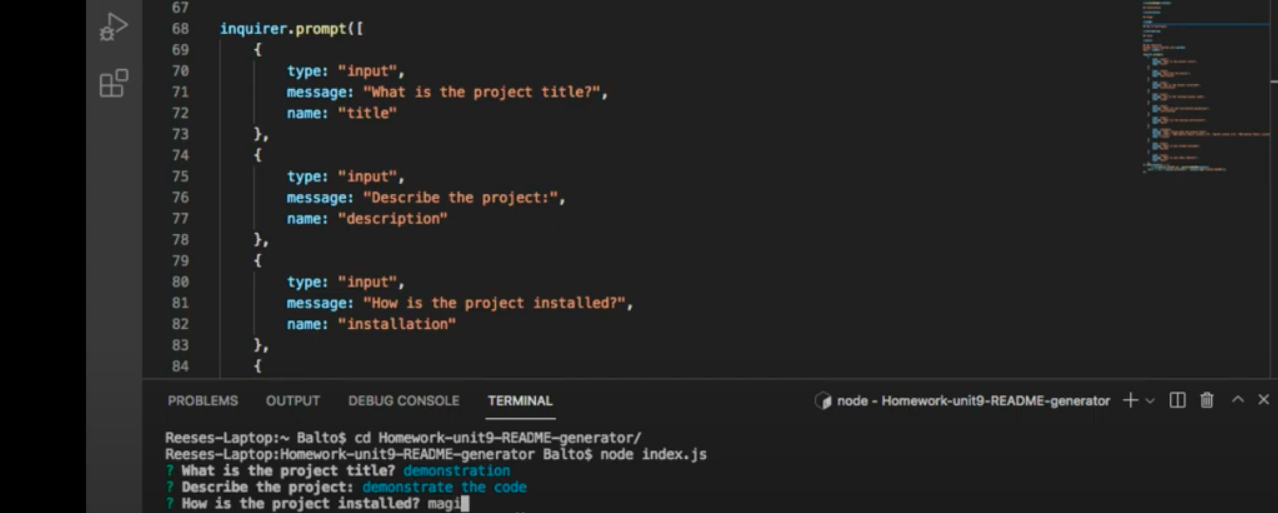 67
68 inquirer.prompt([
69 {
70 type: "input",
71 message: "What is the project title?",
72 name: "title"
73 },
74 {
75 type: "input",
76 message: "Describe the project:",
77 name: "description"
78 },
79 {
80 type: "input",
81 message: "How is the project installed?",
82 name: "installation"
83 },
84 {
PROBLEMS OUTPUT DEBUG CONSOLE TERMINAL node - Homework-unit9-README-generator
Reeses-Laptop:~ Balto$ cd Homework-unit9-README-generator/
Reeses-Laptop:Homework-unit9-README-generator Balto$ node index.js
? What is the project title? demonstration
? Describe the project: demonstrate the code
? How is the project installed? magi